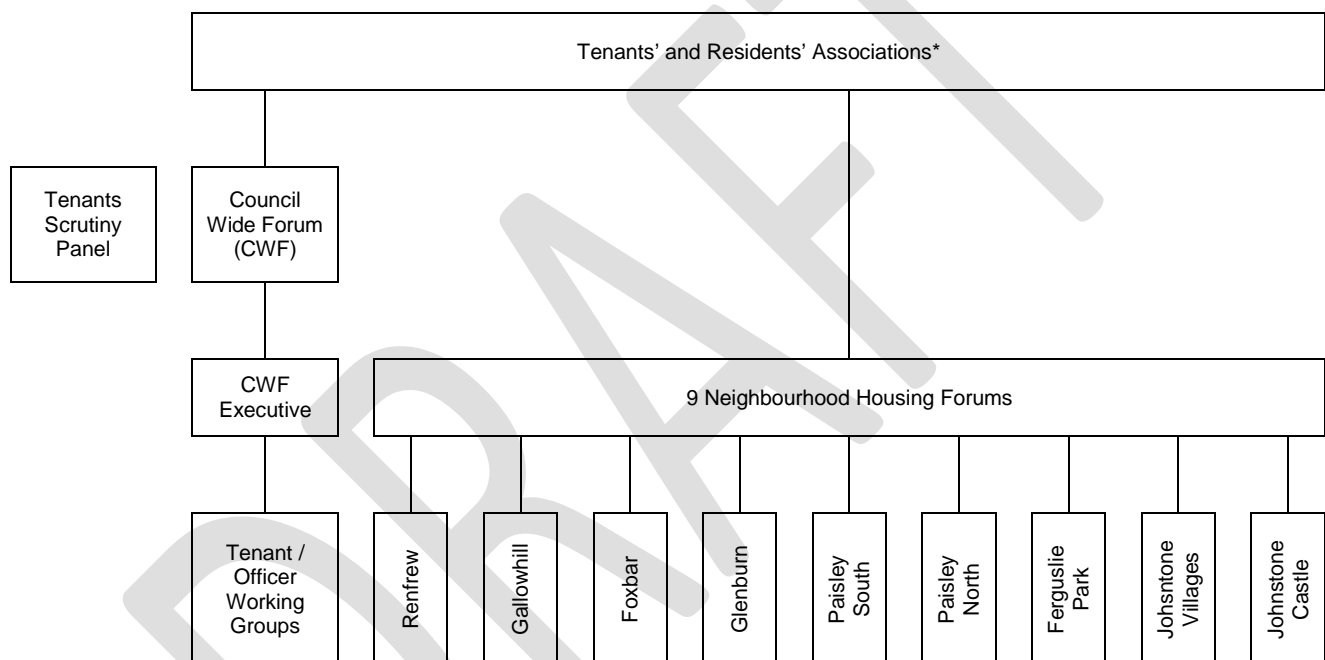 Tenants' and Residents' Associations*
Tenants
Scrutiny
Panel
Council
Wide Forum
(CWF)
CWF
Executive
9 Neighbourhood Housing Forums
Tenant /
Officer
Working
Groups
Renfrew
Gallowhill
Foxbar
Glenburn
Paisley
South
Paisley
North
Ferguslie
Park
Johsntone
Villages
Johnstone
Castle
DRAFT